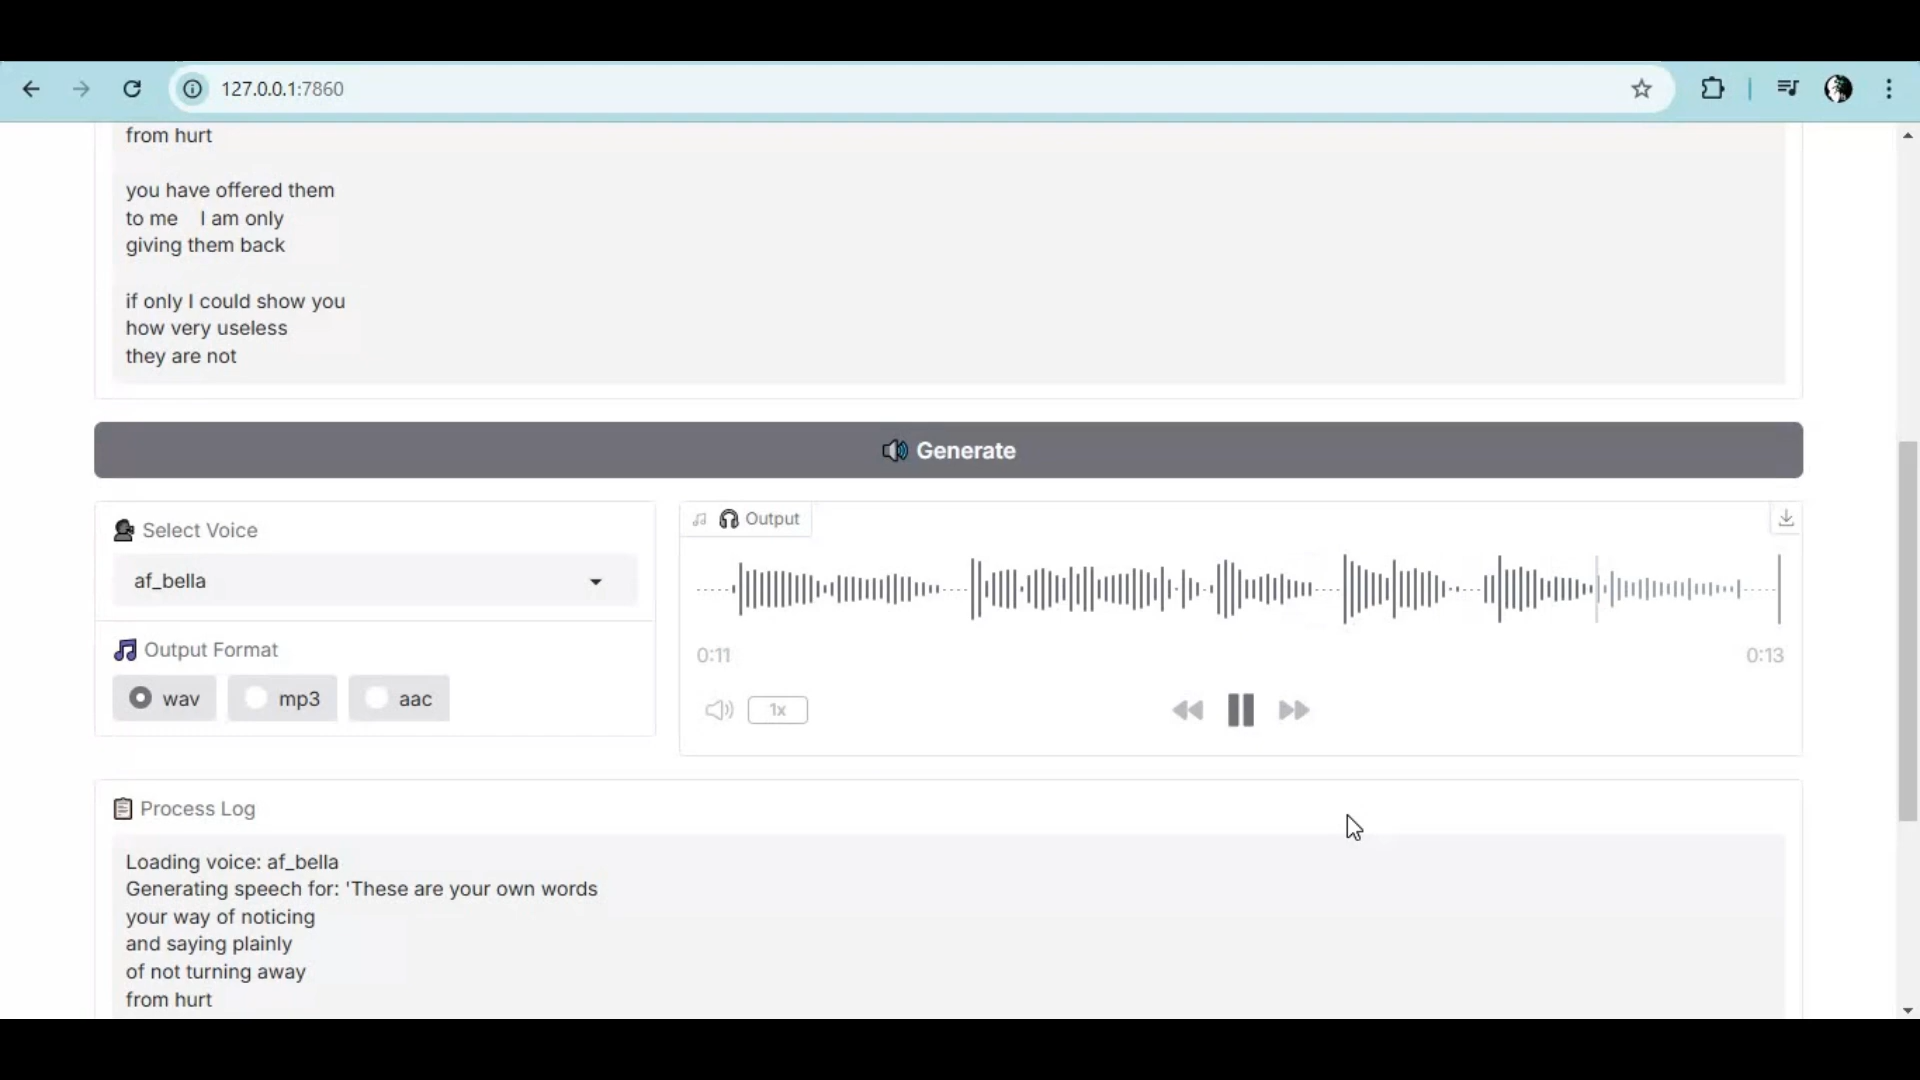 127.0.0.1:7860
from hurt
you have offered them
to me    I am only
giving them back
if only I could show you
how very useless
they are not
Generate
Select Voice
af_bella
Output Format
wav mp3 aac
Output
0:11 0:13
1x
Process Log
Loading voice: af_bella
Generating speech for: 'These are your own words
your way of noticing
and saying plainly
of not turning away
from hurt